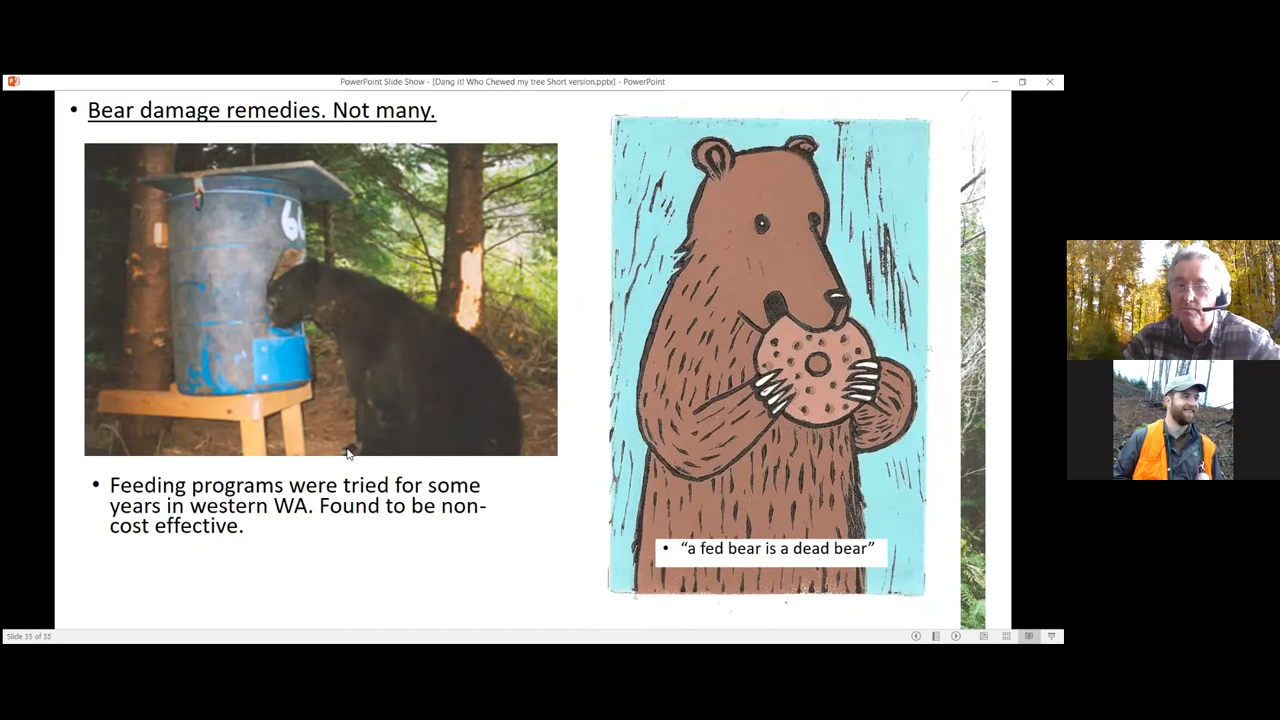 PowerPoint Slide Show - [Dang it! Who Chewed my tree Short version.pptx] - PowerPoint
• Bear damage remedies. Not many.
6
• Feeding programs were tried for some
years in western WA. Found to be non-
cost effective.
• “a fed bear is a dead bear”
Slide 35 of 55